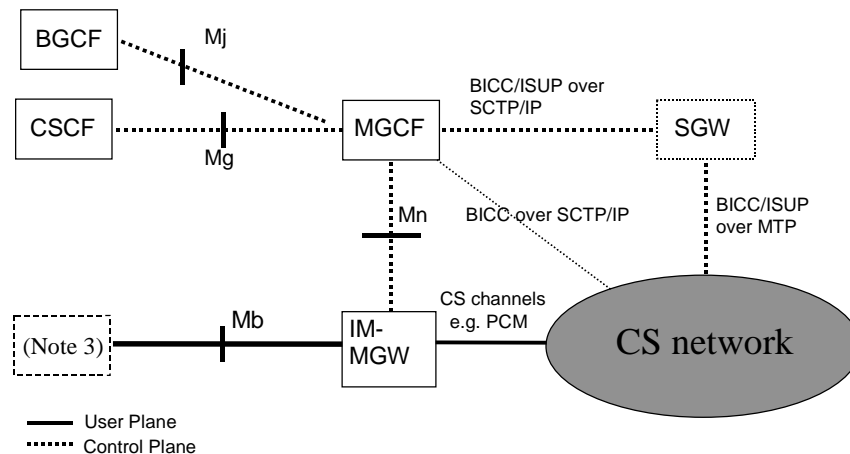 BGCF
Mj
BICC/ISUP over
SCTP/IP
CSCF
MGCF
SGW
Mg
Mn
BICC over SCTP/IP
BICC/ISUP
over MTP
(Note 3)
Mb
IM-
MGW
CS channels
e.g. PCM
CS network
User Plane
Control Plane